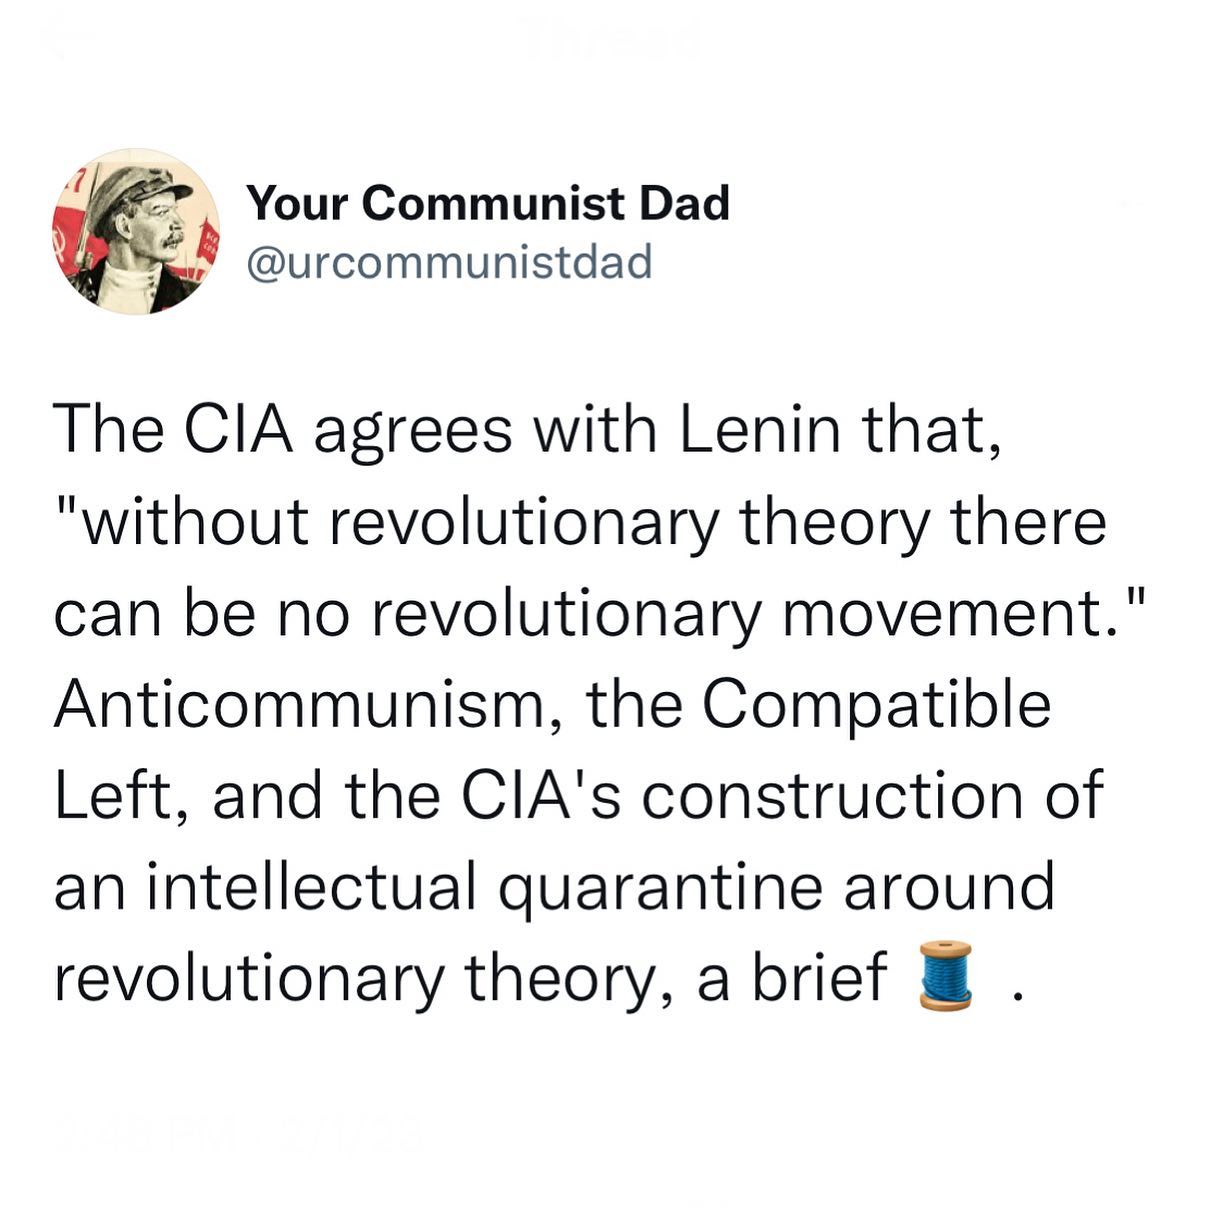 Thread
Your Communist Dad
@urcommunistdad
The CIA agrees with Lenin that,
"without revolutionary theory there
can be no revolutionary movement."
Anticommunism, the Compatible
Left, and the CIA's construction of
an intellectual quarantine around
revolutionary theory, a brief 🧵 .